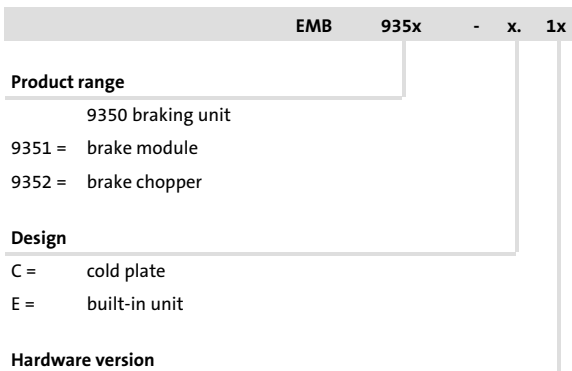 EMB 935x - x. 1x
Product range
9350 braking unit
9351 = brake module
9352 = brake chopper
Design
C = cold plate
E = built-in unit
Hardware version